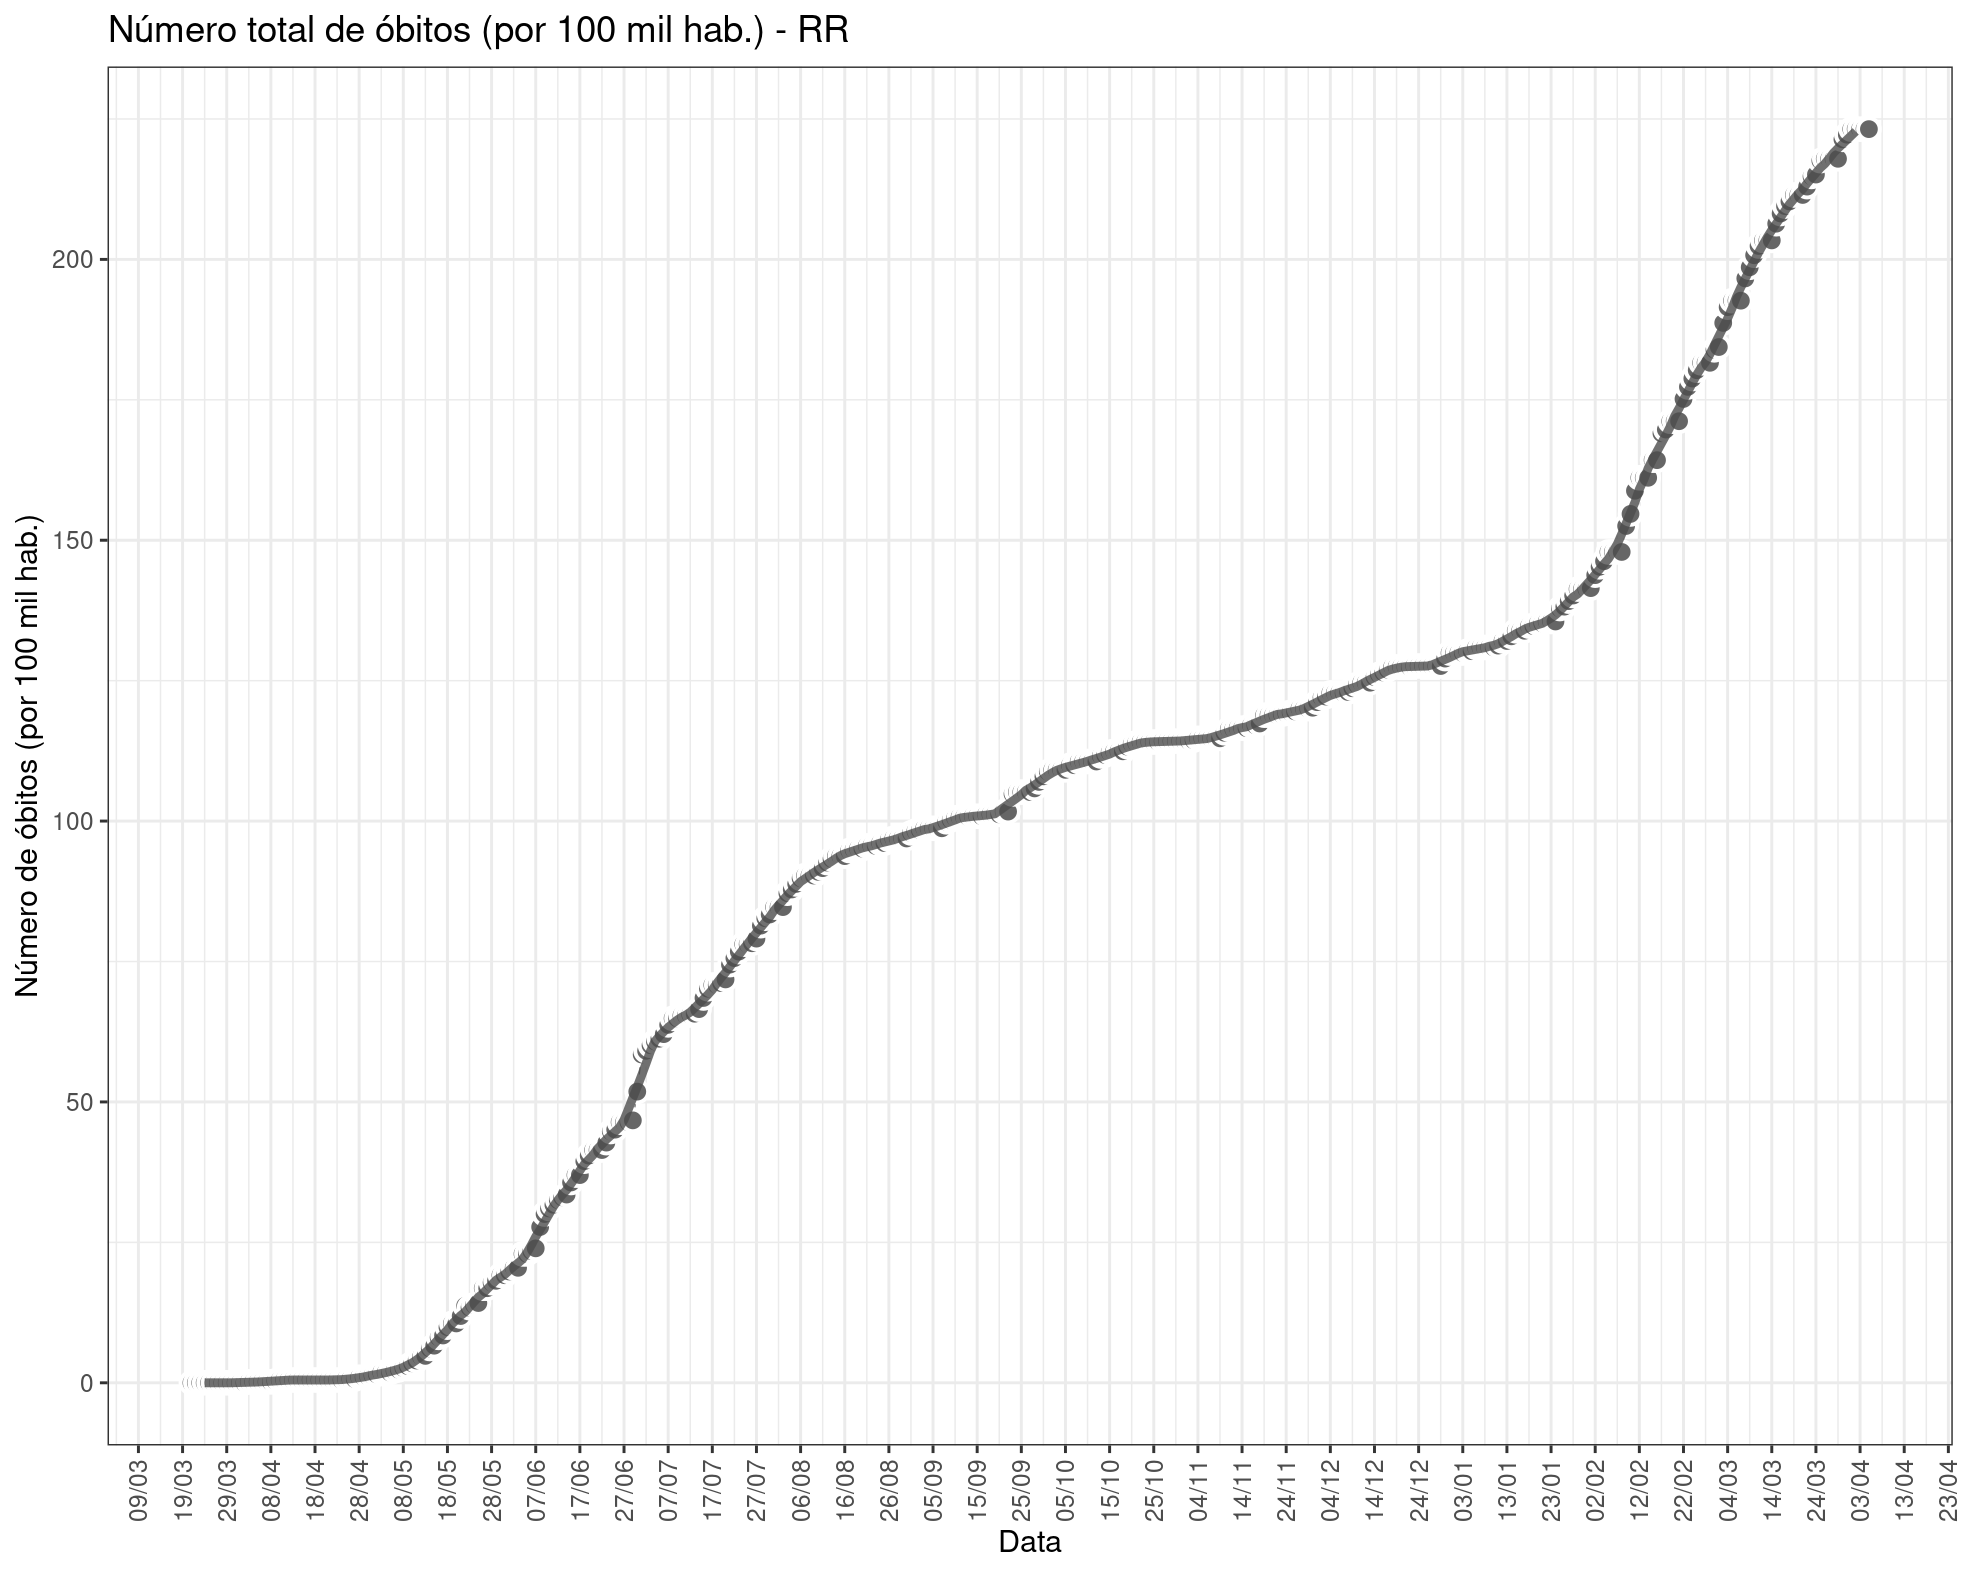 Número total de óbitos (por 100 mil hab.) - RR
Número de óbitos (por 100 mil hab.)
200
150
100
50
0
09/03 19/03 29/03 08/04 18/04 28/04 08/05 18/05 28/05 07/06 17/06 27/06 07/07 17/07 27/07 06/08 16/08 26/08 05/09 15/09 25/09 05/10 15/10 25/10 04/11 14/11 24/11 04/12 14/12 24/12 03/01 13/01 23/01 02/02 12/02 22/02 04/03 14/03 24/03 03/04 13/04 23/04
Data